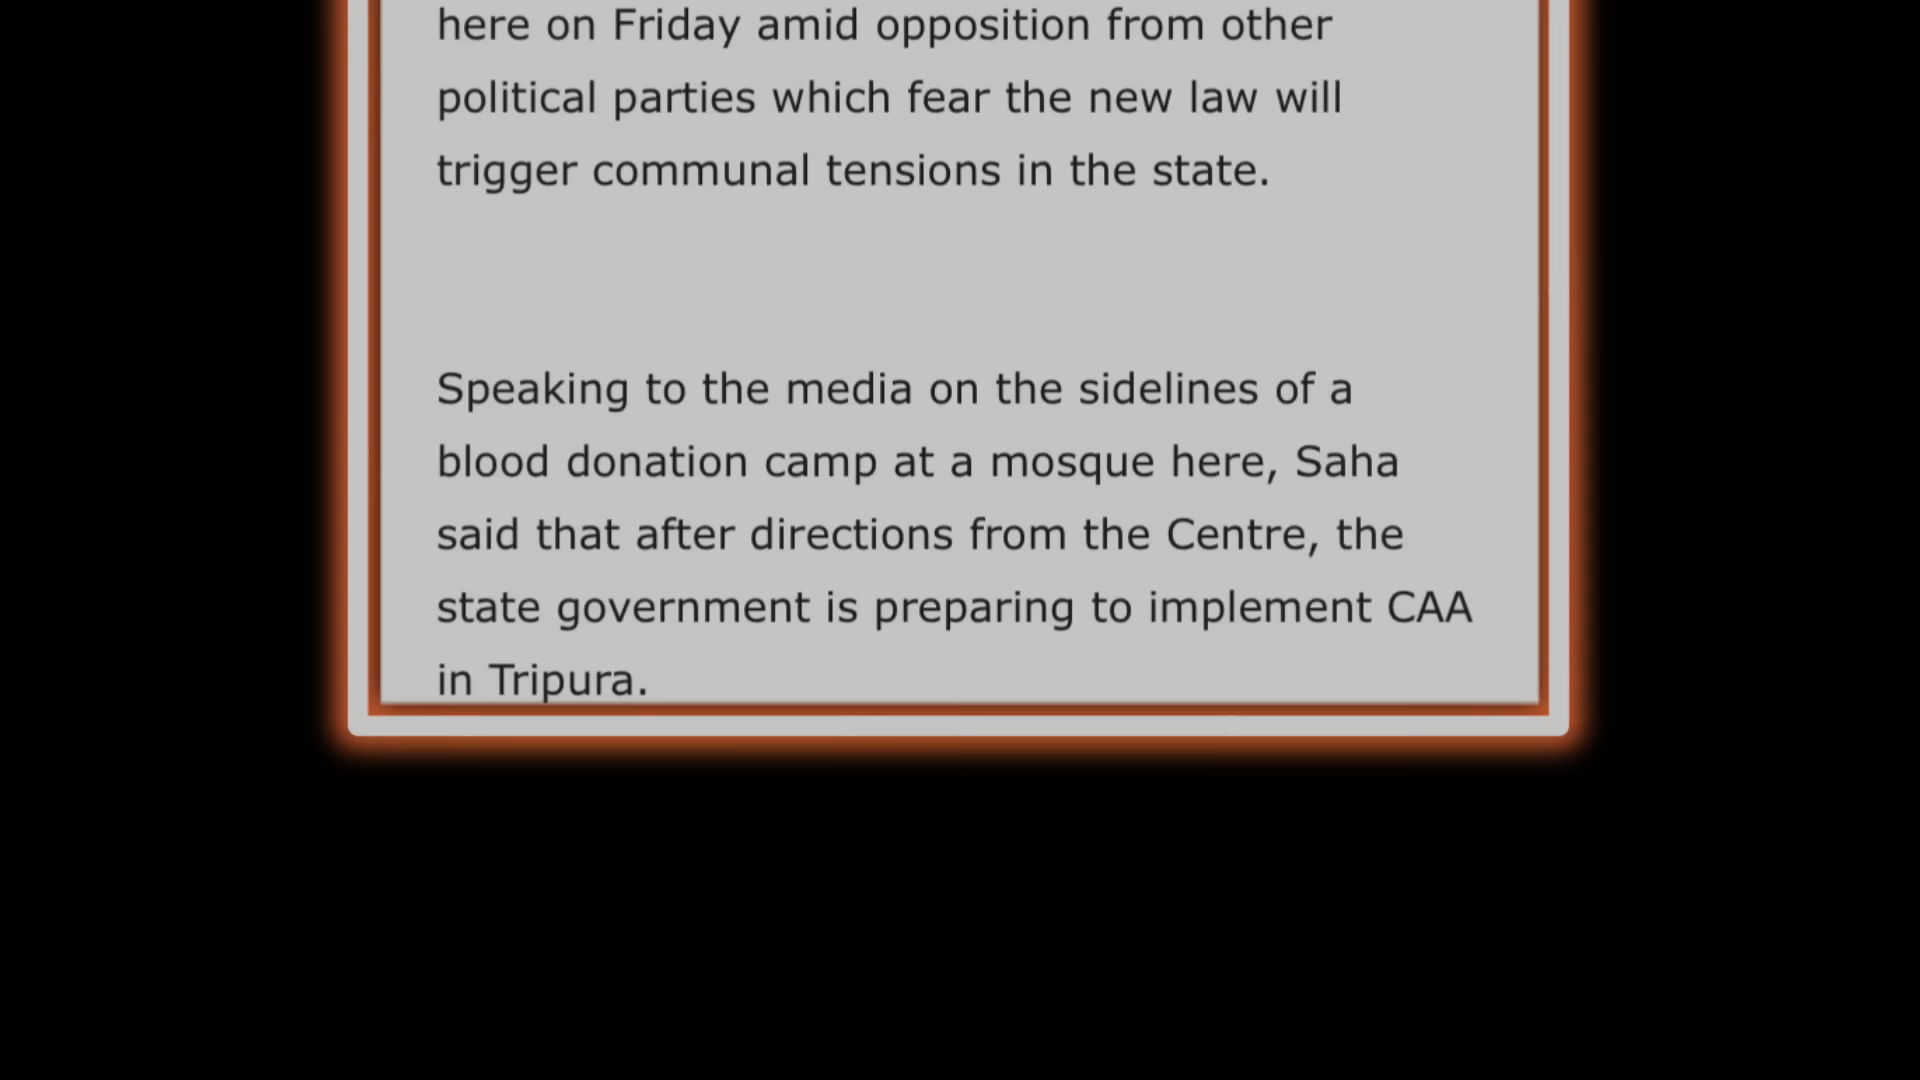 here on Friday amid opposition from other
political parties which fear the new law will
trigger communal tensions in the state.
Speaking to the media on the sidelines of a
blood donation camp at a mosque here, Saha
said that after directions from the Centre, the
state government is preparing to implement CAA
in Tripura.